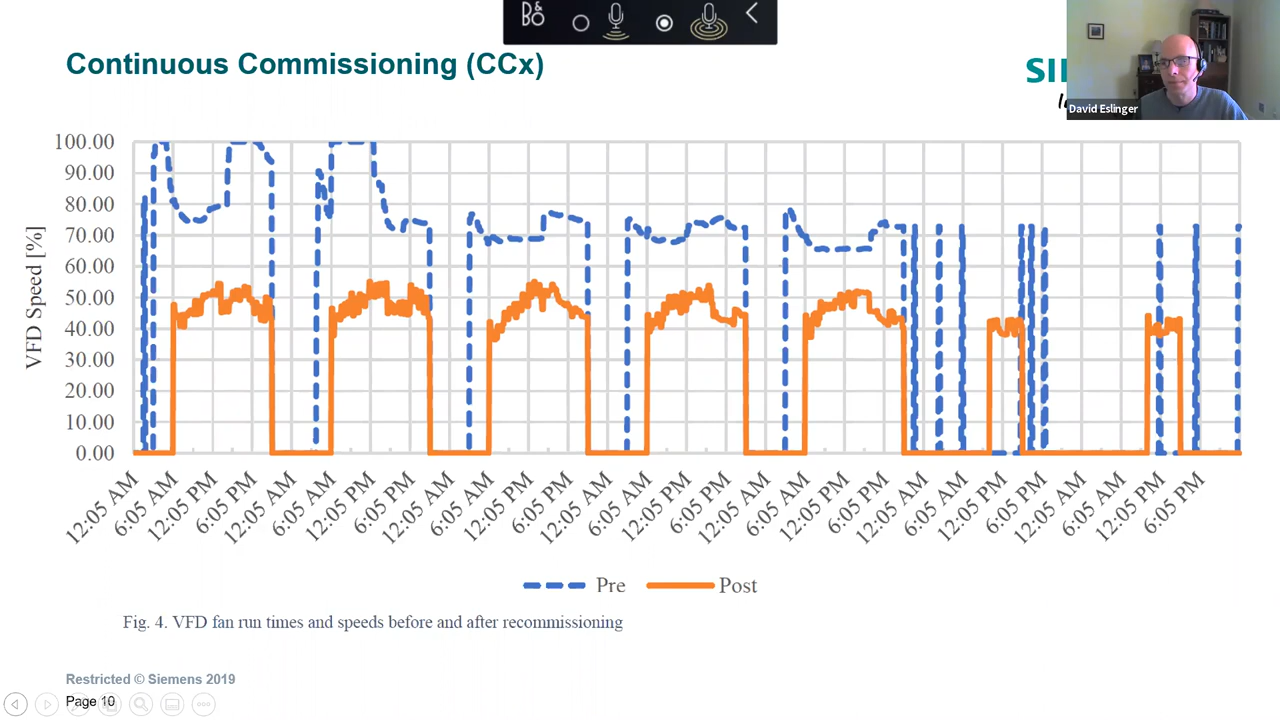 B&
BO
Continuous Commissioning (CCx)
David Eslinger
VFD Speed [%]
100.00
90.00
80.00
70.00
60.00
50.00
40.00
30.00
20.00
10.00
0.00
12:05 AM
6:05 AM
12:05 PM
6:05 PM
12:05 AM
6:05 AM
12:05 PM
6:05 PM
12:05 AM
6:05 AM
12:05 PM
6:05 PM
12:05 AM
6:05 AM
12:05 PM
6:05 PM
12:05 AM
6:05 AM
12:05 PM
6:05 PM
12:05 AM
6:05 AM
12:05 PM
6:05 PM
12:05 AM
6:05 AM
12:05 PM
6:05 PM
Pre
Post
Fig. 4. VFD fan run times and speeds before and after recommissioning
Restricted © Siemens 2019
Page 10